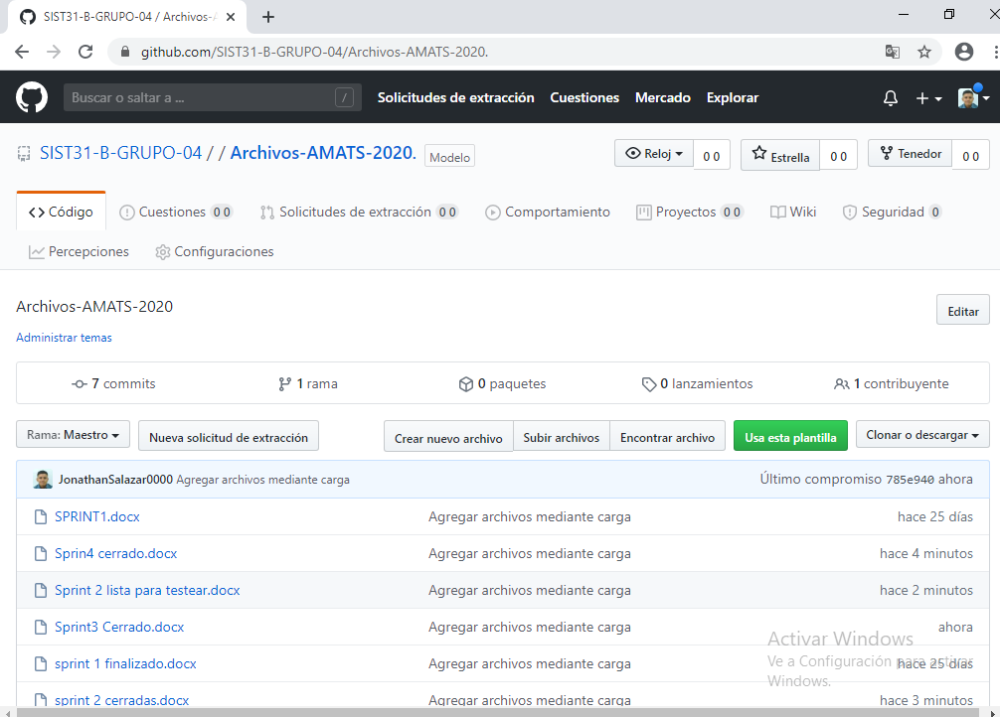 SIST31-B-GRUPO-04 / Archivos-A
github.com/SIST31-B-GRUPO-04/Archivos-AMATS-2020.
Buscar o saltar a ... / Solicitudes de extracción Cuestiones Mercado Explorar
SIST31-B-GRUPO-04 / / Archivos-AMATS-2020. Modelo Reloj 0 0 Estrella 0 0 Tenedor 0 0
Código Cuestiones 0 0 Solicitudes de extracción 0 0 Comportamiento Proyectos 0 0 Wiki Seguridad 0
Percepciones Configuraciones
Archivos-AMATS-2020 Editar
Administrar temas
7 commits 1 rama 0 paquetes 0 lanzamientos 1 contribuyente
Rama: Maestro Nueva solicitud de extracción Crear nuevo archivo Subir archivos Encontrar archivo Usa esta plantilla Clonar o descargar
JonathanSalazar0000 Agregar archivos mediante carga Último compromiso 785e940 ahora
SPRINT1.docx Agregar archivos mediante carga hace 25 días
Sprin4 cerrado.docx Agregar archivos mediante carga hace 4 minutos
Sprint 2 lista para testear.docx Agregar archivos mediante carga hace 2 minutos
Sprint3 Cerrado.docx Agregar archivos mediante carga ahora
Activar Windows
sprint 1 finalizado.docx Agregar archivos mediante carga hace 25 días
Ve a Configuración para activar
Windows.
sprint 2 cerradas.docx Agregar archivos mediante carga hace 3 minutos